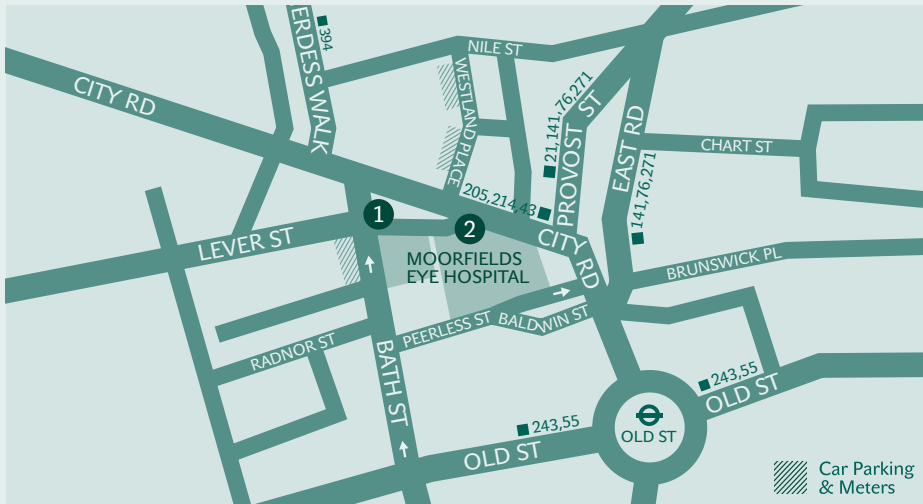 394
ERDESS WALK
CITY RD
NILE ST
WESTLAND PLACE
21,141,76,271
PROVOST ST
EAST RD
141,76,271
CHART ST
205,214,43
1
2
LEVER ST
MOORFIELDS
EYE HOSPITAL
CITY RD
BRUNSWICK PL
PEERLESS ST
BALDWIN ST
RADNOR ST
BATH ST
243,55
OLD ST
243,55
OLD ST
OLD ST
Car Parking
& Meters